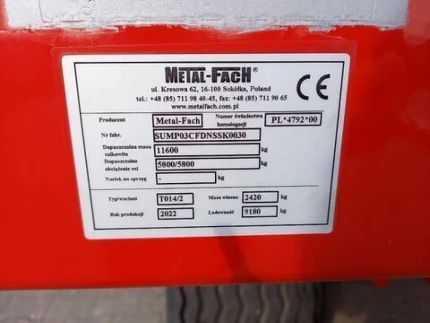 METAL-FACH®
ul. Kresowa 62, 16-100 Sokółka, Poland
tel.: +48 (85) 711 98 40-45, fax: +48 (85) 711 90 65
www.metalfach.com.pl
CE
Producent Metal-Fach Numer świadectwa homologacji PL*4792*00
Nr fabr. SUMP03CFDNSSK0030
Dopuszczalna masa całkowita 11600 kg
Dopuszczalne obciążenie osi 5800/5800 kg
Nacisk na sprzęg - kg
Typ/wariant T014/2 Masa własna 2420 kg
Rok produkcji 2022 Ładowność 9180 kg